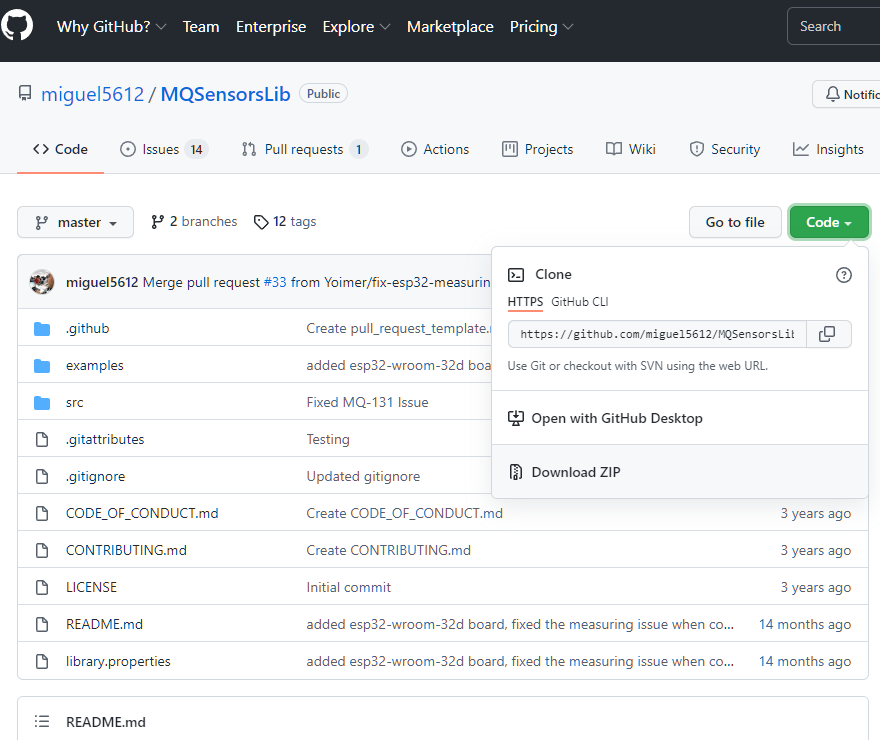 Why GitHub? Team Enterprise Explore Marketplace Pricing Search
miguel5612 / MQSensorsLib Public Notific
Code Issues 14 Pull requests 1 Actions Projects Wiki Security Insights
master 2 branches 12 tags Go to file Code
Clone
HTTPS GitHub CLI
https://github.com/miguel5612/MQSensorsLib
Use Git or checkout with SVN using the web URL.
Open with GitHub Desktop
Download ZIP
miguel5612 Merge pull request #33 from Yoimer/fix-esp32-measurin
.github Create pull_request_template.
examples added esp32-wroom-32d boa
src Fixed MQ-131 Issue
.gitattributes Testing
.gitignore Updated gitignore
CODE_OF_CONDUCT.md Create CODE_OF_CONDUCT.md 3 years ago
CONTRIBUTING.md Create CONTRIBUTING.md 3 years ago
LICENSE Initial commit 3 years ago
README.md added esp32-wroom-32d board, fixed the measuring issue when co... 14 months ago
library.properties added esp32-wroom-32d board, fixed the measuring issue when co... 14 months ago
README.md